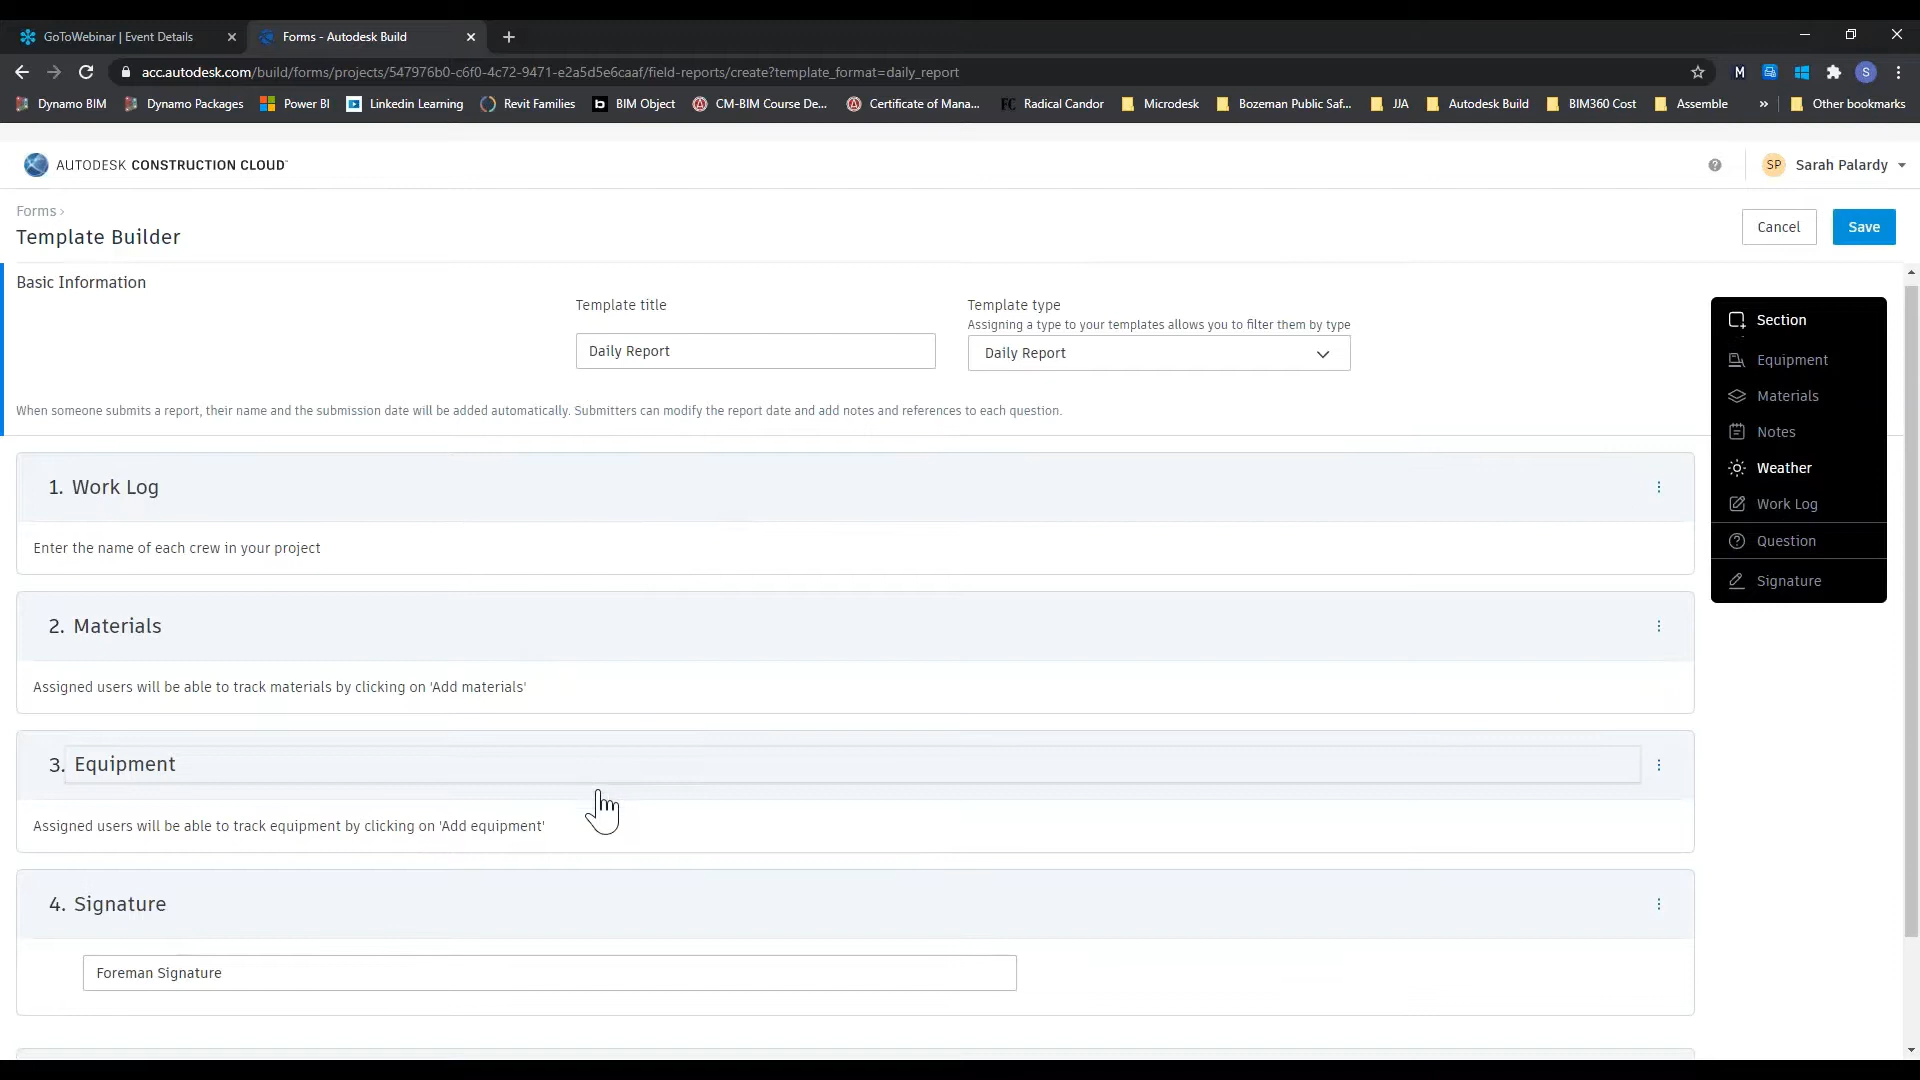 GoToWebinar | Event Details
Forms - Autodesk Build
acc.autodesk.com/build/forms/projects/547976b0-c6f0-4c72-9471-e2a5d5e6caaf/field-reports/create?template_format=daily_report
M
S
Dynamo BIM
Dynamo Packages
Power BI
Linkedin Learning
Revit Families
b BIM Object
CM-BIM Course De...
Certificate of Mana...
FC Radical Candor
Microdesk
Bozeman Public Saf...
JJA
Autodesk Build
BIM360 Cost
Assemble
»
Other bookmarks
AUTODESK CONSTRUCTION CLOUD
SP Sarah Palardy
Forms ›
Template Builder
Cancel
Save
Basic Information
Template title
Daily Report
Template type
Assigning a type to your templates allows you to filter them by type
Daily Report
When someone submits a report, their name and the submission date will be added automatically. Submitters can modify the report date and add notes and references to each question.
Section
Equipment
Materials
Notes
Weather
Work Log
Question
Signature
1. Work Log
Enter the name of each crew in your project
2. Materials
Assigned users will be able to track materials by clicking on 'Add materials'
3. Equipment
Assigned users will be able to track equipment by clicking on 'Add equipment'
4. Signature
Foreman Signature